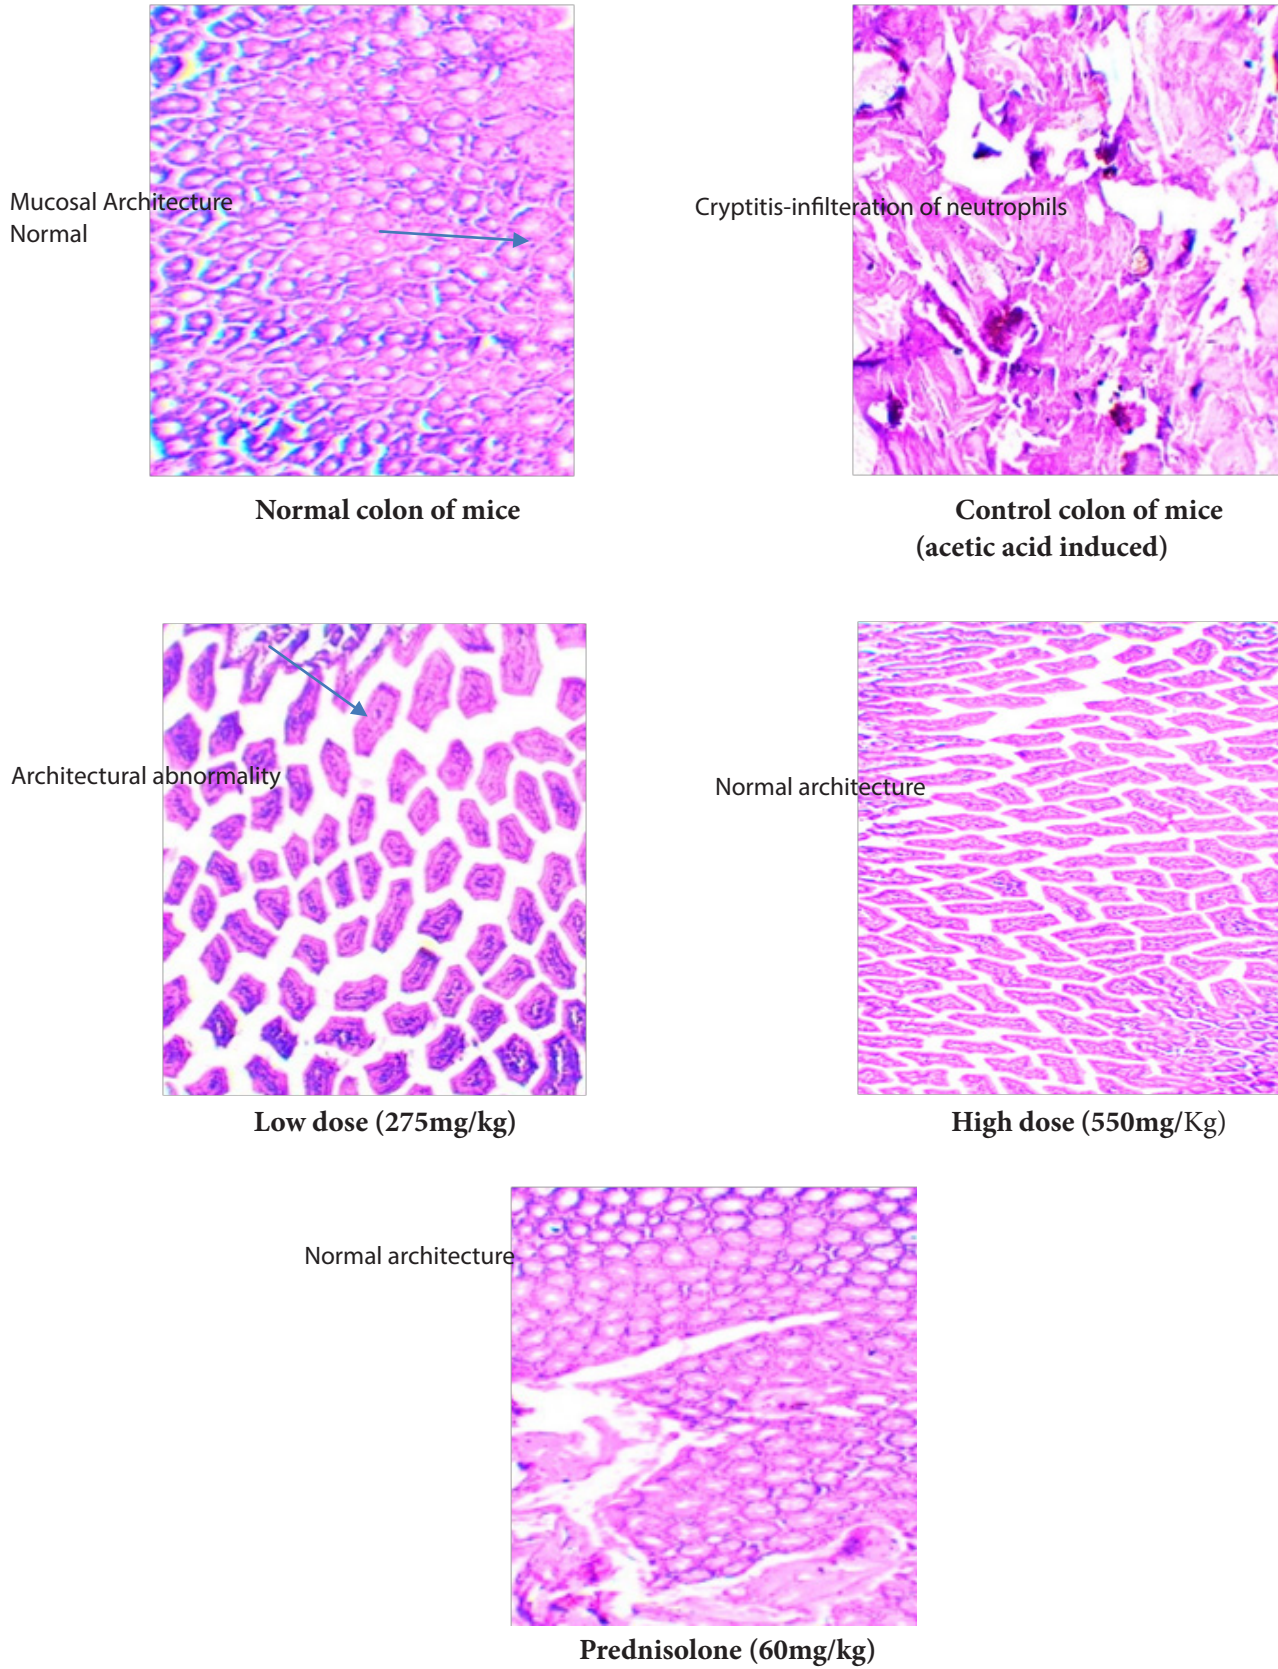 Mucosal Architecture
Normal
Cryptitis-infilteration of neutrophils
Normal colon of mice
Control colon of mice
(acetic acid induced)
Architectural abnormality
Normal architecture
Low dose (275mg/kg)
High dose (550mg/Kg)
Normal architecture
Prednisolone (60mg/kg)